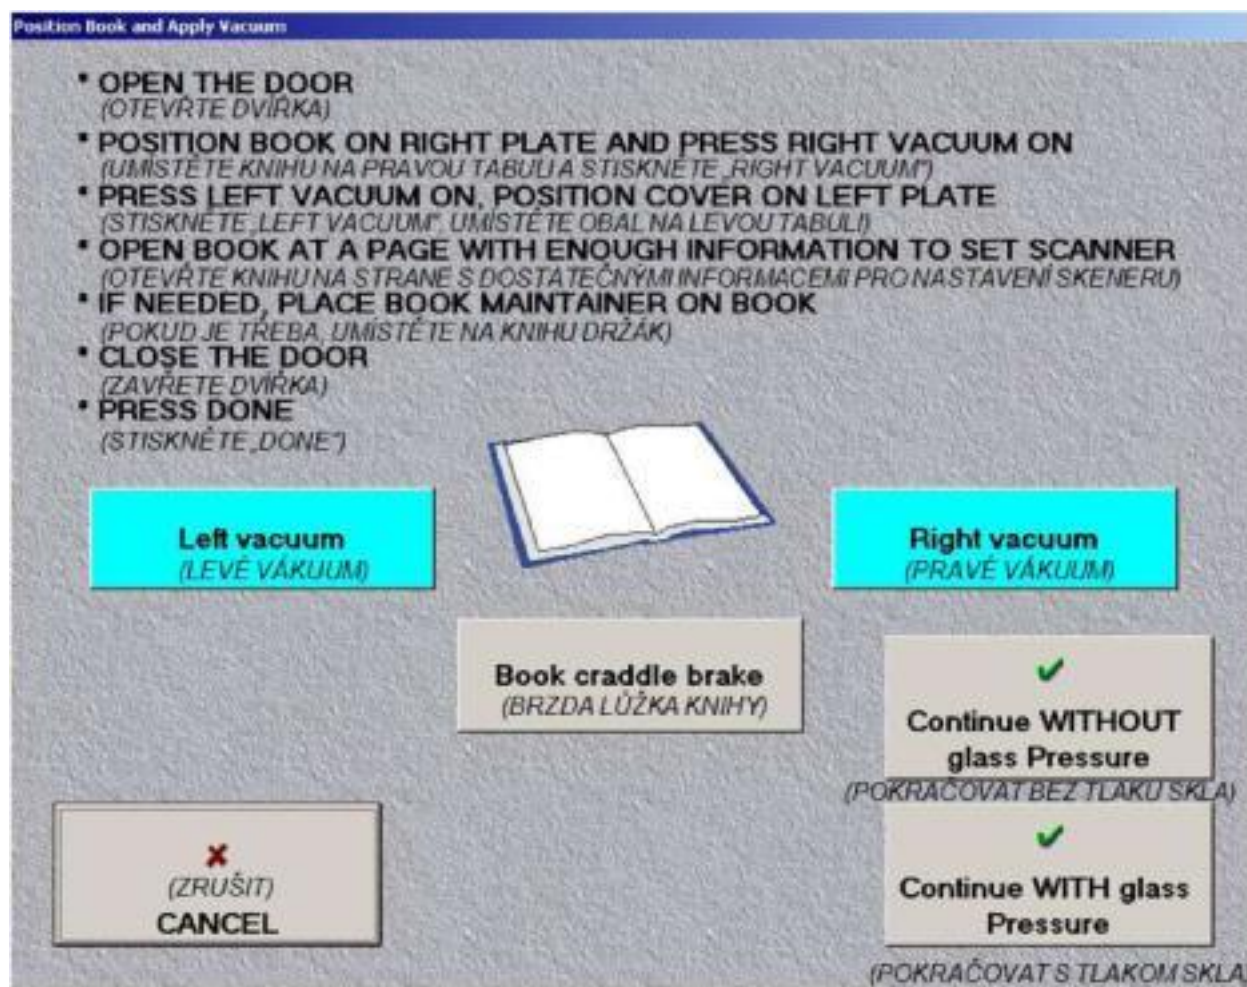 Position Book and Apply Vacuum
• OPEN THE DOOR
(OTEVŘTE DVÍŘKA)
• POSITION BOOK ON RIGHT PLATE AND PRESS RIGHT VACUUM ON
(UMÍSTĚTE KNIHU NA PRAVOU TABULI A STISKNĚTE „RIGHT VACUUM")
• PRESS LEFT VACUUM ON, POSITION COVER ON LEFT PLATE
(STISKNĚTE „LEFT VACUUM", UMÍSTĚTE OBAL NA LEVOU TABULI)
• OPEN BOOK AT A PAGE WITH ENOUGH INFORMATION TO SET SCANNER
(OTEVŘTE KNIHU NA STRANE S DOSTATEČNÝMI INFORMACEMI PRO NASTAVENÍ SKENERU)
• IF NEEDED, PLACE BOOK MAINTAINER ON BOOK
(POKUD JE TŘEBA, UMÍSTĚTE NA KNIHU DRŽÁK)
• CLOSE THE DOOR
(ZAVŘETE DVÍŘKA)
• PRESS DONE
(STISKNĚTE „DONE")
Left vacuum
(LEVÉ VÁKUUM)
Right vacuum
(PRAVÉ VÁKUUM)
Book craddle brake
(BRZDA LŮŽKA KNIHY)
Continue WITHOUT
glass Pressure
(POKRAČOVAT BEZ TLAKU SKLA)
(ZRUŠIT)
CANCEL
Continue WITH glass
Pressure
(POKRAČOVAT S TLAKOM SKLA